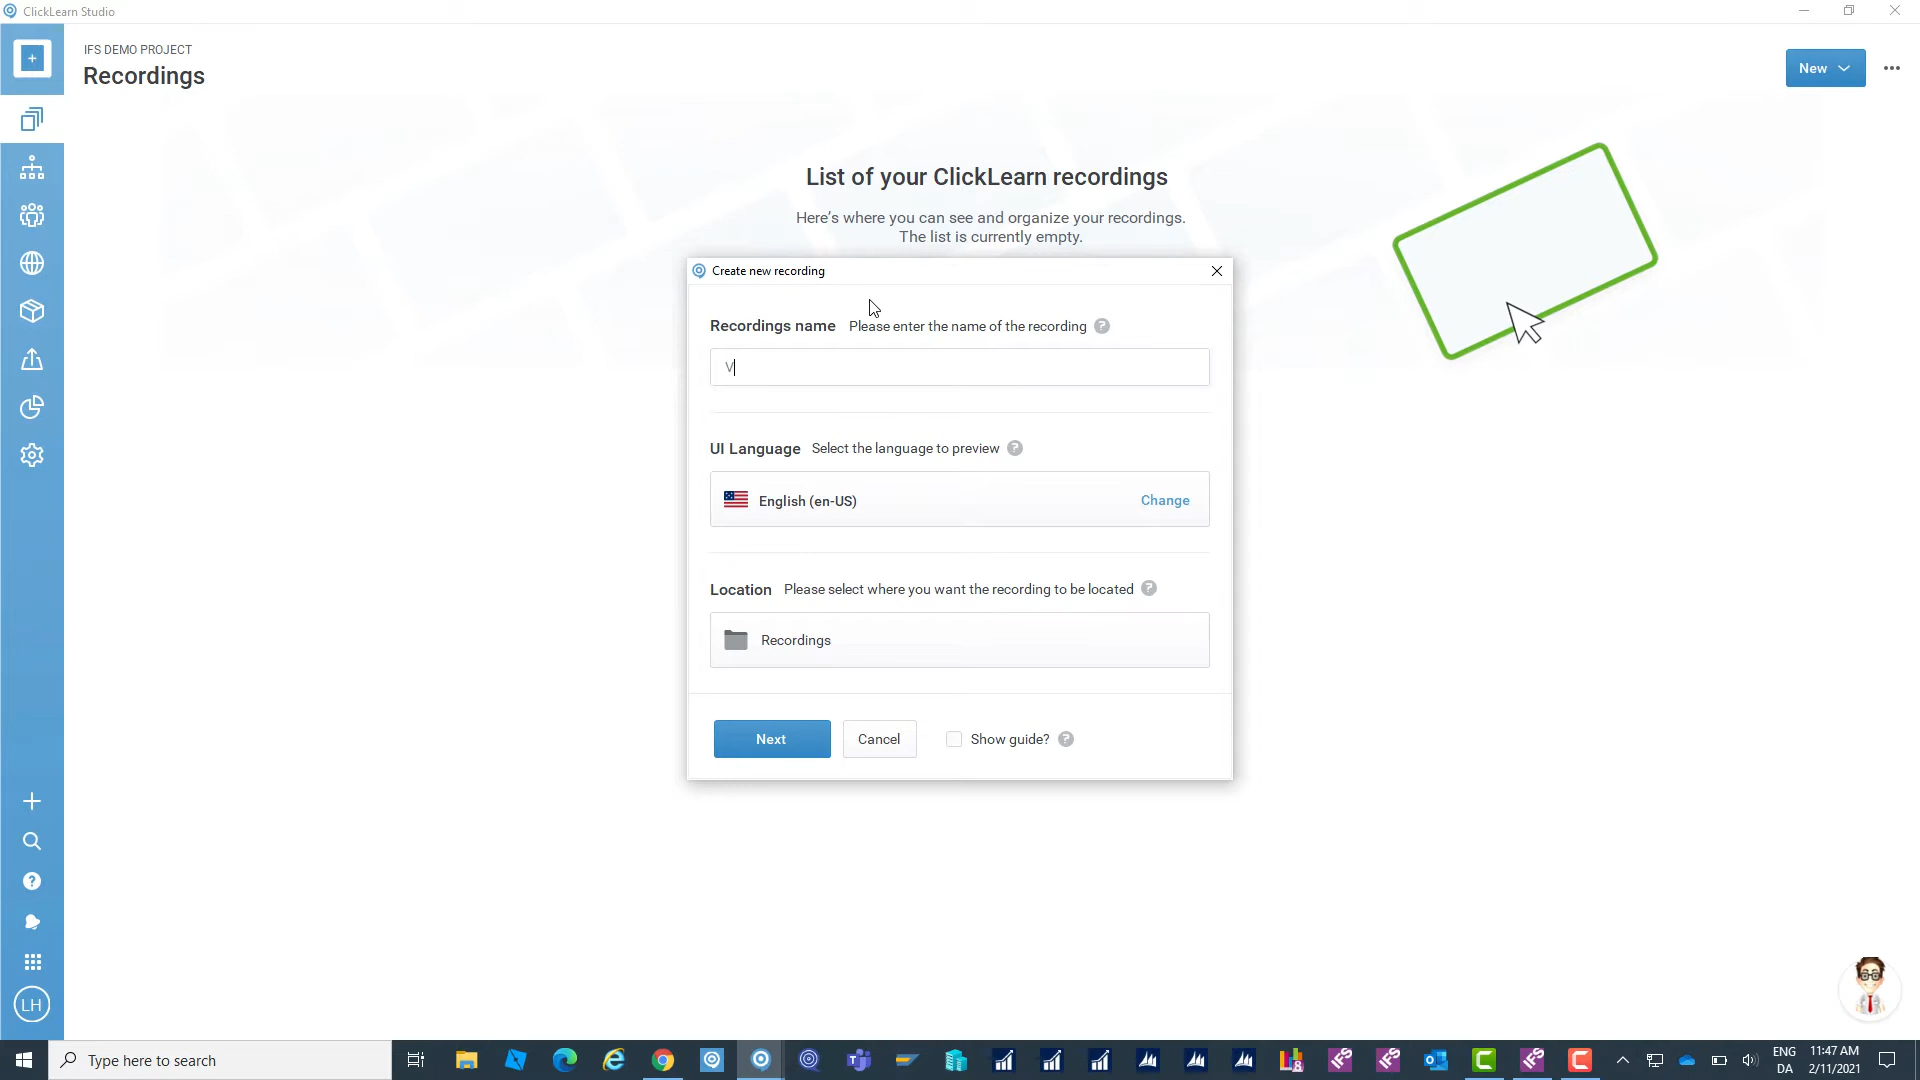 ClickLearn Studio
IFS DEMO PROJECT
Recordings
New
List of your ClickLearn recordings
Here's where you can see and organize your recordings.
The list is currently empty.
Create new recording
Recordings name Please enter the name of the recording ?
V
UI Language Select the language to preview ?
English (en-US) Change
Location Please select where you want the recording to be located ?
Recordings
Next Cancel Show guide? ?
LH
Type here to search
ENG
DA
11:47 AM
2/11/2021